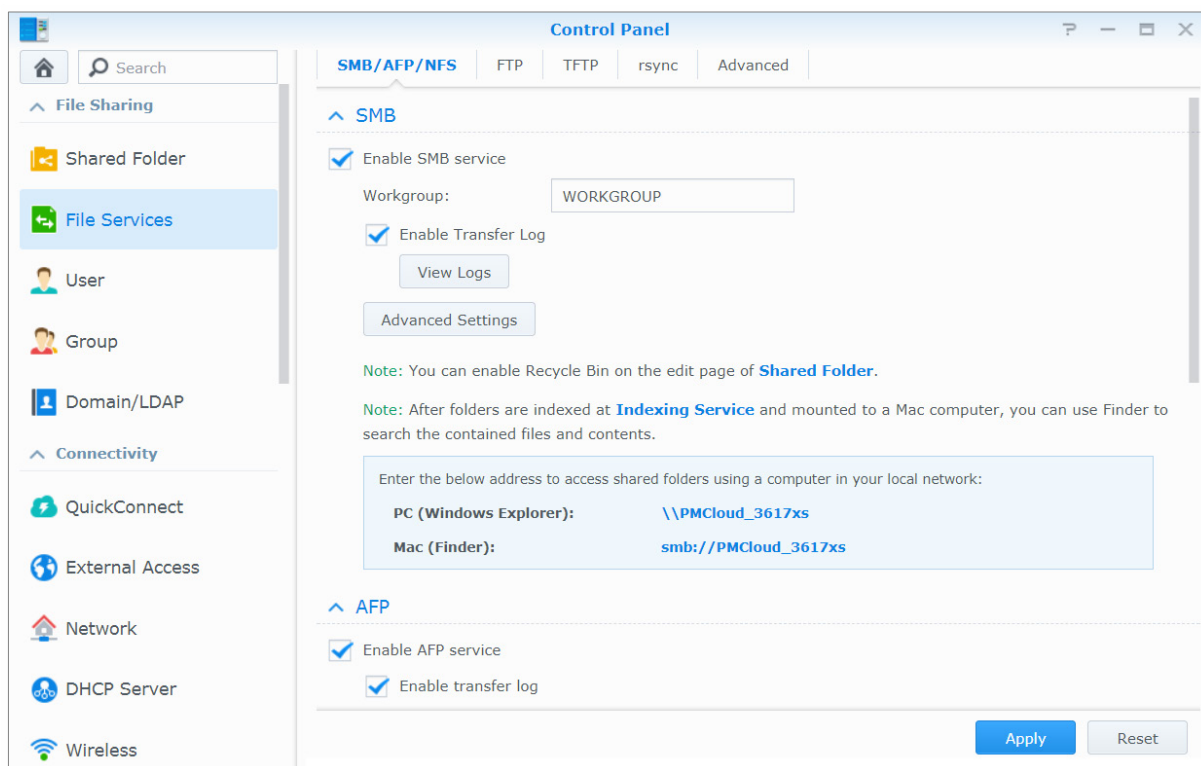 Control Panel
Search
File Sharing
Shared Folder
File Services
User
Group
Domain/LDAP
Connectivity
QuickConnect
External Access
Network
DHCP Server
Wireless
SMB/AFP/NFS FTP TFTP rsync Advanced
SMB
Enable SMB service
Workgroup: WORKGROUP
Enable Transfer Log
View Logs
Advanced Settings
Note: You can enable Recycle Bin on the edit page of Shared Folder.
Note: After folders are indexed at Indexing Service and mounted to a Mac computer, you can use Finder to
search the contained files and contents.
Enter the below address to access shared folders using a computer in your local network:
PC (Windows Explorer): \\PMCloud_3617xs
Mac (Finder): smb://PMCloud_3617xs
AFP
Enable AFP service
Enable transfer log
Apply Reset